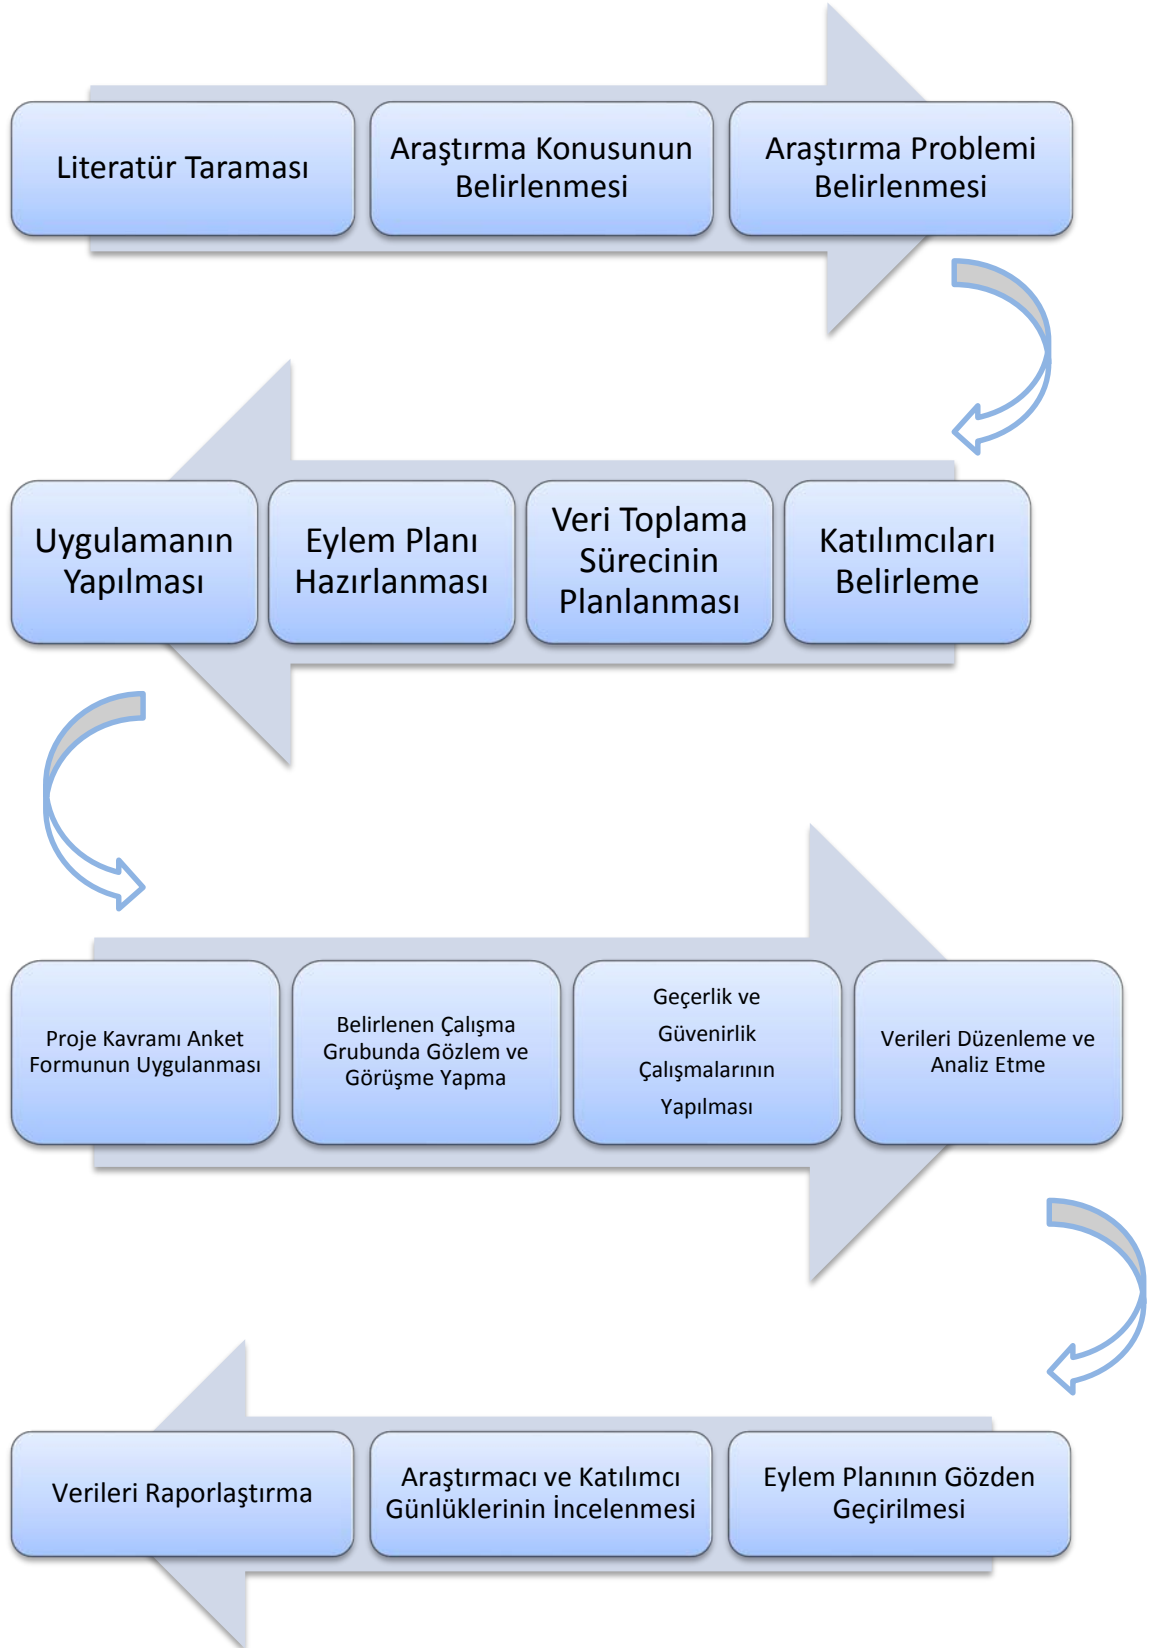 Literatür Taraması
Araştırma Konusunun
Belirlenmesi
Araştırma Problemi
Belirlenmesi
Uygulamanın
Yapılması
Eylem Planı
Hazırlanması
Veri Toplama
Sürecinin
Planlanması
Katılımcıları
Belirleme
Proje Kavramı Anket
Formunun Uygulanması
Belirlenen Çalışma
Grubunda Gözlem ve
Görüşme Yapma
Geçerlik ve
Güvenirlik
Çalışmalarının
Yapılması
Verileri Düzenleme ve
Analiz Etme
Verileri Raporlaştırma
Araştırmacı ve Katılımcı
Günlüklerinin İncelenmesi
Eylem Planının Gözden
Geçirilmesi